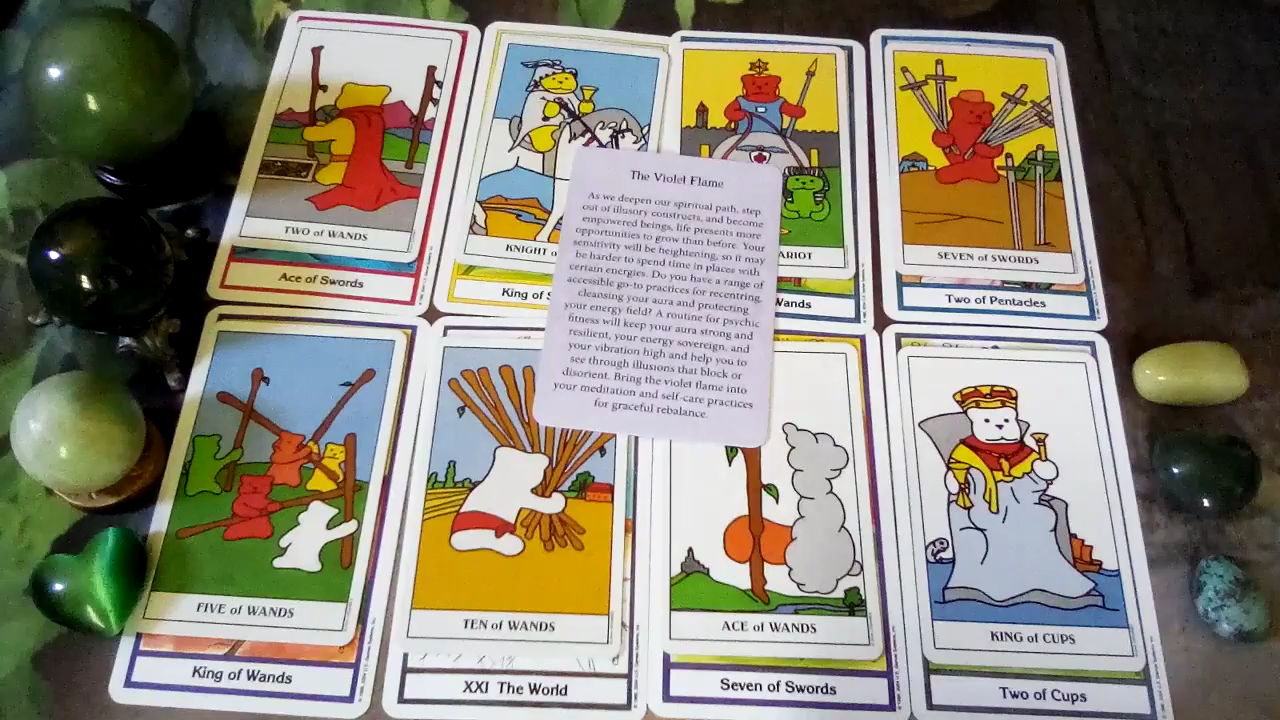 TWO of WANDS
Ace of Swords
KNIGHT o
King of S
ARIOT
Wands
SEVEN of SWORDS
Two of Pentacles
The Violet Flame
As we deepen our spiritual path, step
out of illusory constructs, and become
empowered beings, life presents more
opportunities to grow than before. Your
sensitivity will be heightening, so it may
be harder to spend time in places with
certain energies. Do you have a range of
accessible go-to practices for recentring,
cleansing your aura and protecting
your energy field? A routine for psychic
fitness will keep your aura strong and
resilient, your energy sovereign, and
your vibration high and help you to
see through illusions that block or
disorient. Bring the violet flame into
your meditation and self-care practices
for graceful rebalance.
FIVE of WANDS
King of Wands
TEN of WANDS
XXI The World
ACE of WANDS
Seven of Swords
KING of CUPS
Two of Cups